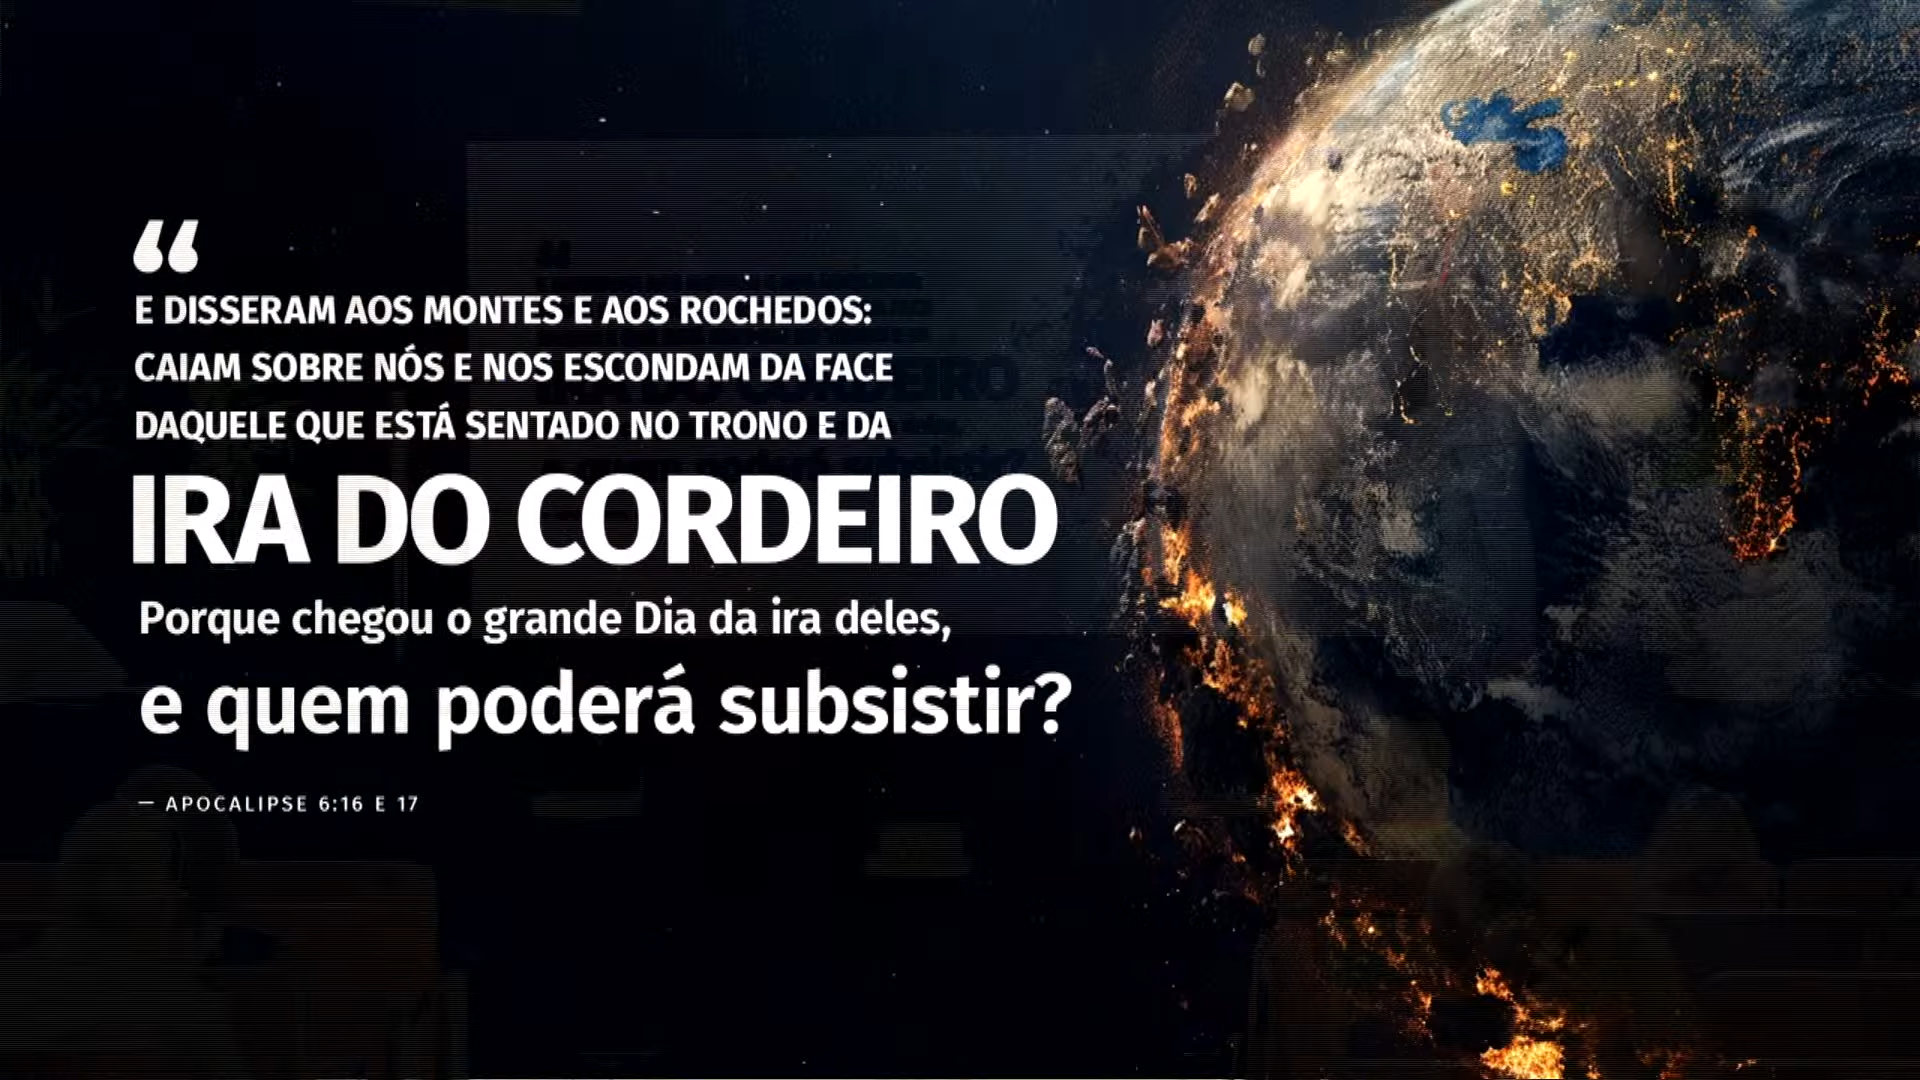 “
E DISSERAM AOS MONTES E AOS ROCHEDOS:
CAIAM SOBRE NÓS E NOS ESCONDAM DA FACE
DAQUELE QUE ESTÁ SENTADO NO TRONO E DA
IRA DO CORDEIRO
Porque chegou o grande Dia da ira deles,
e quem poderá subsistir?
— APOCALIPSE 6:16 E 17